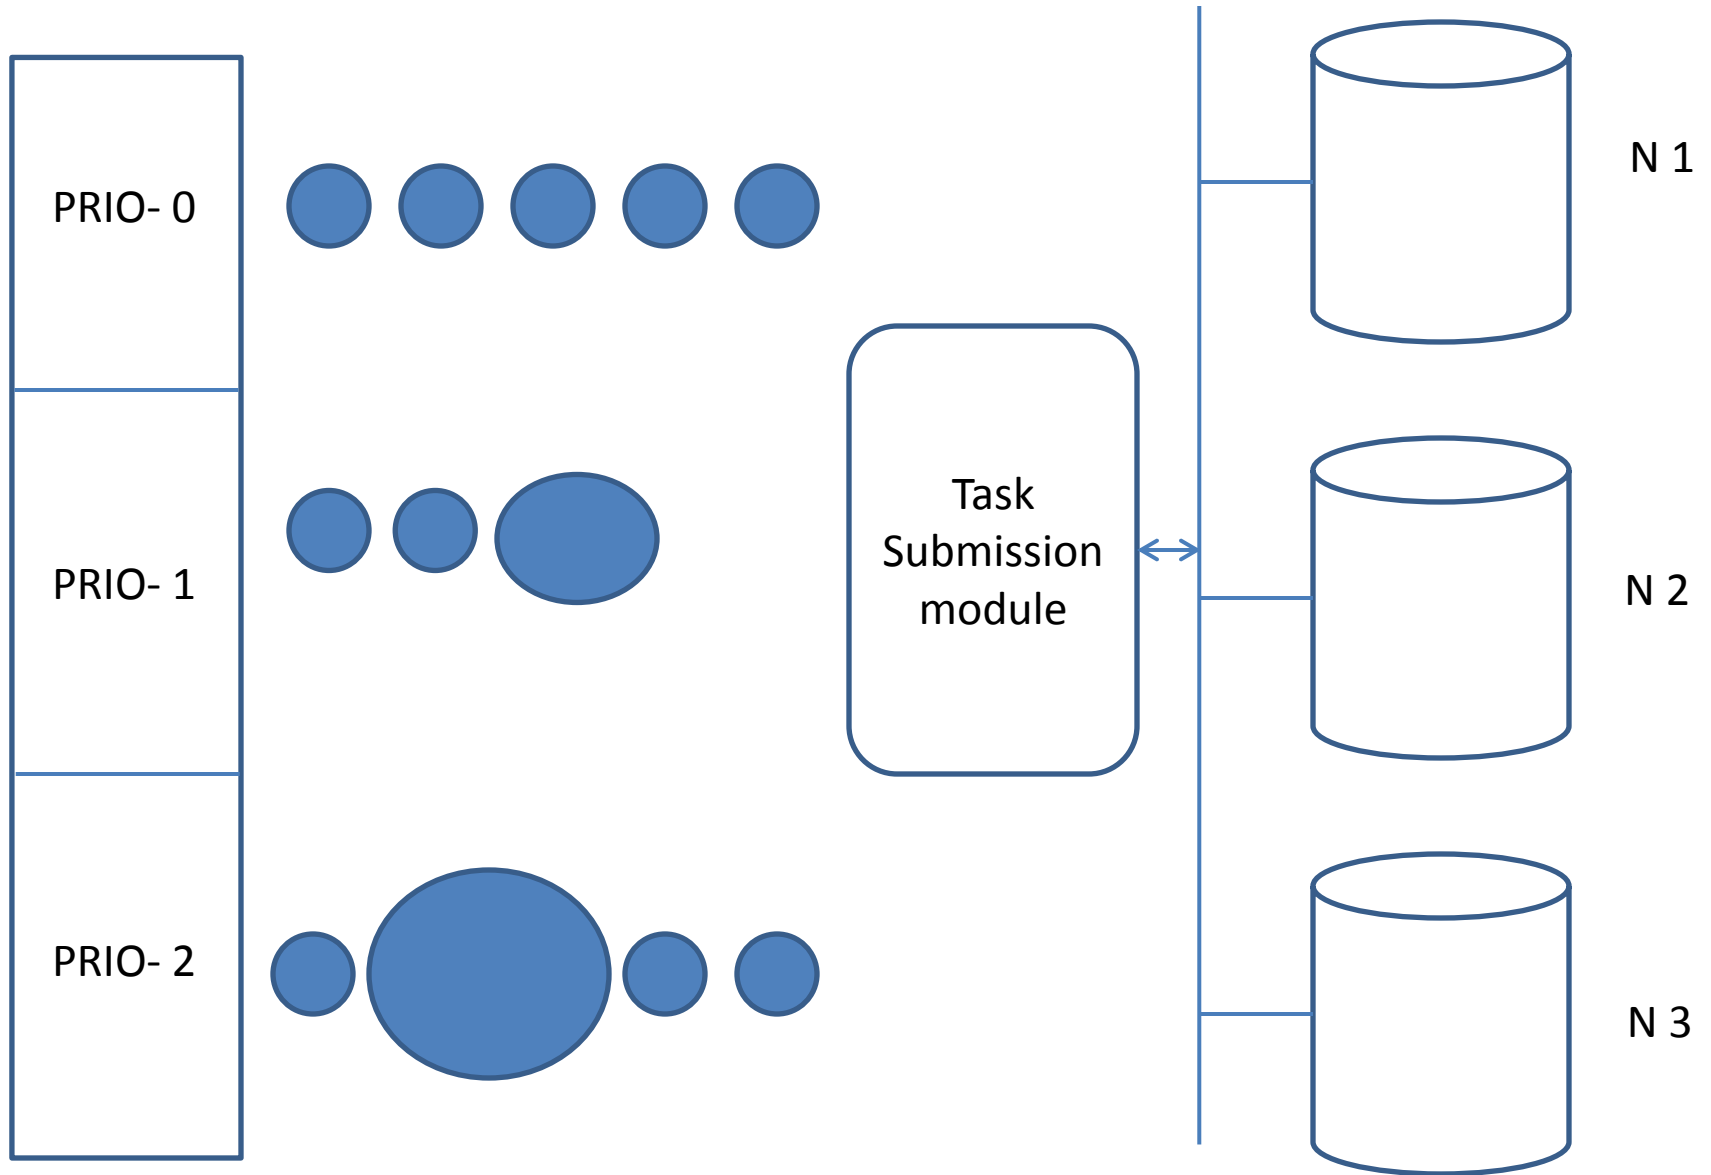 PRIO- 0
PRIO- 1
PRIO- 2
Task
Submission
module
N 1
N 2
N 3